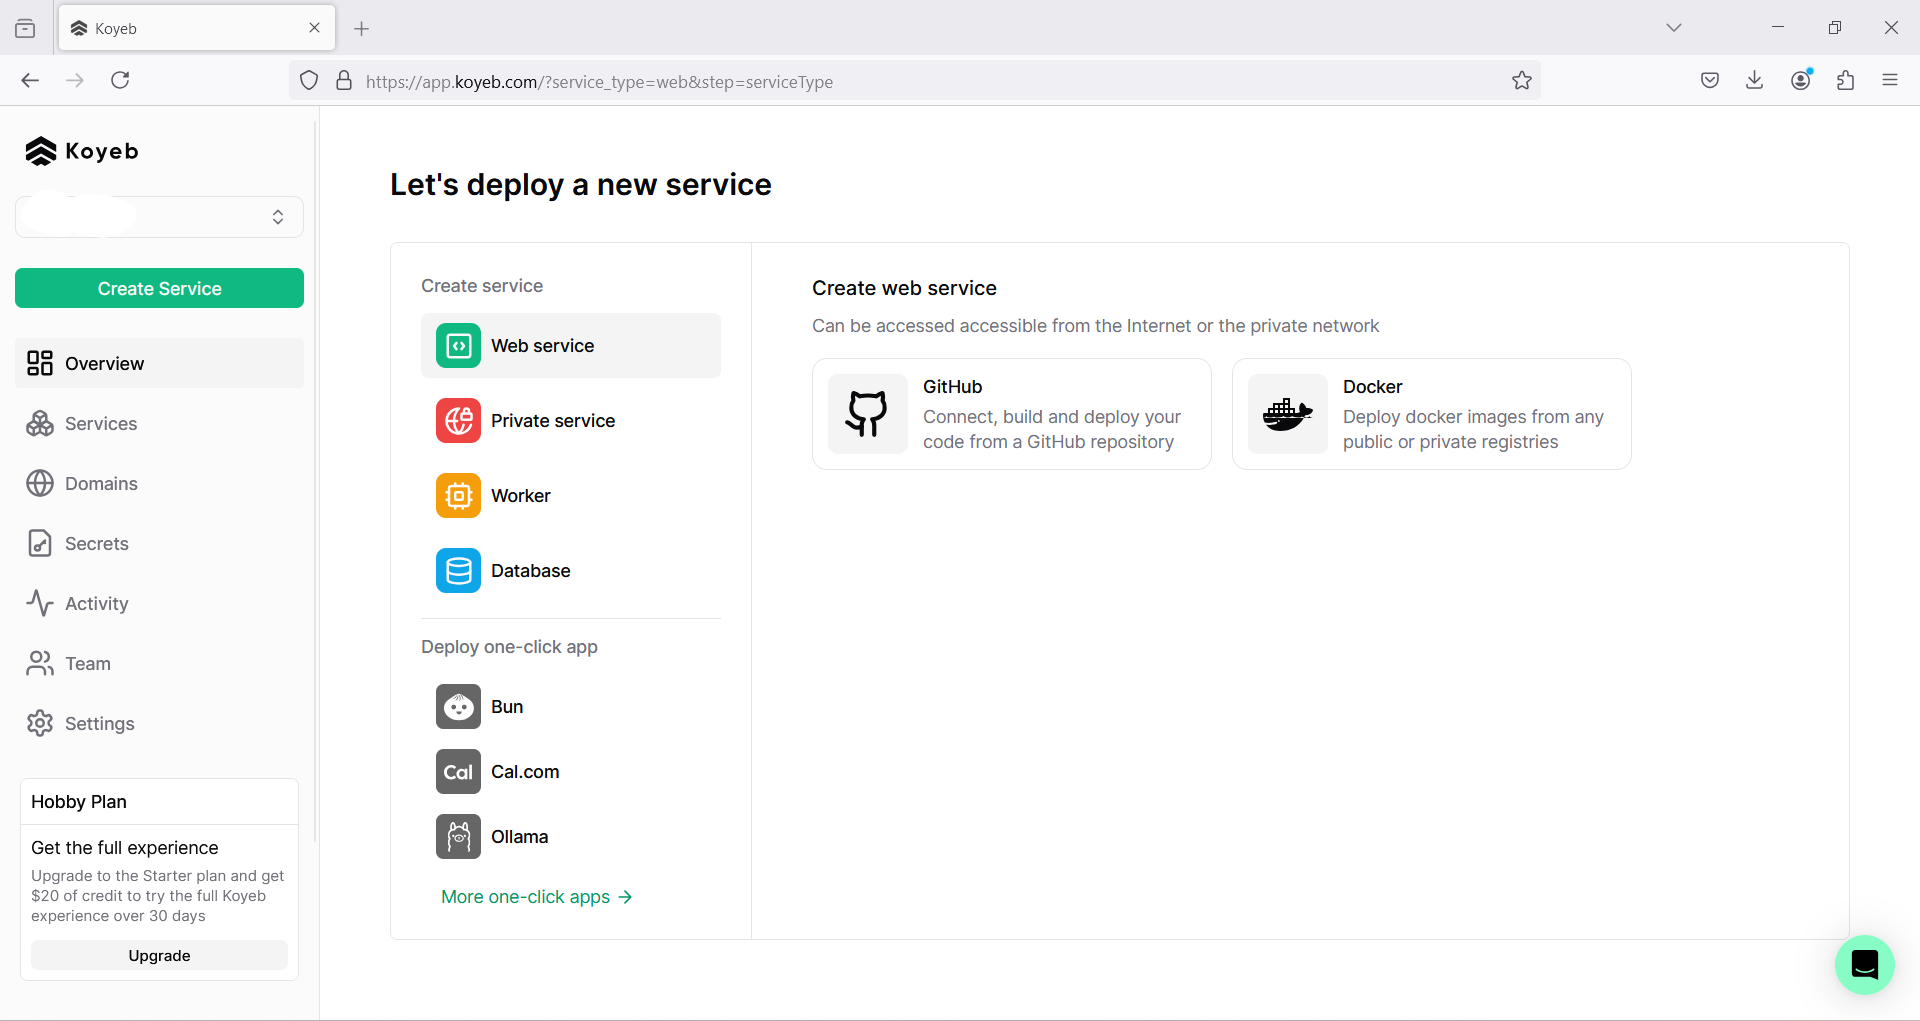 Koyeb
https://app.koyeb.com/?service_type=web&step=serviceType
Koyeb
Create Service
Overview
Services
Domains
Secrets
Activity
Team
Settings
Hobby Plan
Get the full experience
Upgrade to the Starter plan and get
$20 of credit to try the full Koyeb
experience over 30 days
Upgrade
Let's deploy a new service
Create service
Web service
Private service
Worker
Database
Deploy one-click app
Bun
Cal Cal.com
Ollama
More one-click apps →
Create web service
Can be accessed accessible from the Internet or the private network
GitHub
Connect, build and deploy your
code from a GitHub repository
Docker
Deploy docker images from any
public or private registries